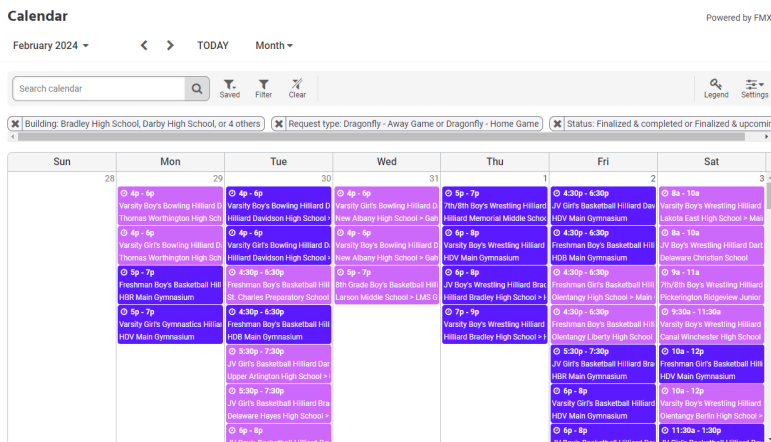 Calendar
Powered by FMX
February 2024
TODAY
Month
Search calendar
Saved
Filter
Clear
Legend
Settings
Building: Bradley High School, Darby High School, or 4 others
Request type: Dragonfly - Away Game or Dragonfly - Home Game
Status: Finalized & completed or Finalized & upcomin
Sun
Mon
Tue
Wed
Thu
Fri
Sat
28
29
30
31
1
2
3
4p - 6p
Varsity Boy's Bowling Hilliard D
Thomas Worthington High Sch
4p - 6p
Varsity Girl's Bowling Hilliard D
Thomas Worthington High Sch
5p - 7p
Freshman Boy's Basketball Hill
HBR Main Gymnasium
5p - 7p
Varsity Girl's Gymnastics Hilliar
HDV Main Gymnasium
4p - 6p
Varsity Boy's Bowling Hilliard D
Hilliard Davidson High School >
4p - 6p
Varsity Girl's Bowling Hilliard D
Hilliard Davidson High School >
4:30p - 6:30p
Freshman Boy's Basketball Hill
St. Charles Preparatory School
4:30p - 6:30p
Freshman Boy's Basketball Hill
HDB Main Gymnasium
5:30p - 7:30p
JV Girl's Basketball Hilliard Dar
Upper Arlington High School >
5:30p - 7:30p
JV Girl's Basketball Hilliard Bra
Delaware Hayes High School >
6p - 8p
JV Boy's Basketball Hilliard Bra
4p - 6p
Varsity Girl's Bowling Hilliard D
New Albany High School > Gah
4p - 6p
Varsity Boy's Bowling Hilliard D
New Albany High School > Gah
5p - 7p
8th Grade Boy's Basketball Hilli
Larson Middle School > LMS G
5p - 7p
7th/8th Boy's Wrestling Hilliard
Hilliard Memorial Middle Schoo
6p - 8p
Varsity Boy's Wrestling Hilliard
HDV Main Gymnasium
6p - 8p
JV Boy's Wrestling Hilliard Brad
Hilliard Bradley High School > H
7p - 9p
Varsity Boy's Wrestling Hilliard
Hilliard Bradley High School > H
4:30p - 6:30p
JV Girl's Basketball Hilliard Dav
HDV Main Gymnasium
4:30p - 6:30p
Freshman Boy's Basketball Hill
HDB Main Gymnasium
4:30p - 6:30p
Freshman Girl's Basketball Hilli
Olentangy High School > Main
4:30p - 6:30p
Freshman Boy's Basketball Hill
Olentangy Liberty High School
5:30p - 7:30p
JV Girl's Basketball Hilliard Bra
HBR Main Gymnasium
6p - 8p
Varsity Girl's Basketball Hilliard
HDV Main Gymnasium
6p - 8p
8a - 10a
Varsity Boy's Wrestling Hilliard
Lakota East High School > Mai
8a - 10a
JV Boy's Wrestling Hilliard Darb
Delaware Christian School
9a - 11a
7th/8th Boy's Wrestling Hilliard
Pickerington Ridgeview Junior
9:30a - 11:30a
Varsity Boy's Wrestling Hilliard
Canal Winchester High School
10a - 12p
Freshman Girl's Basketball Hilli
HDV Main Gymnasium
10a - 12p
Varsity Boy's Wrestling Hilliard
Olentangy Berlin High School >
11:30a - 1:30p